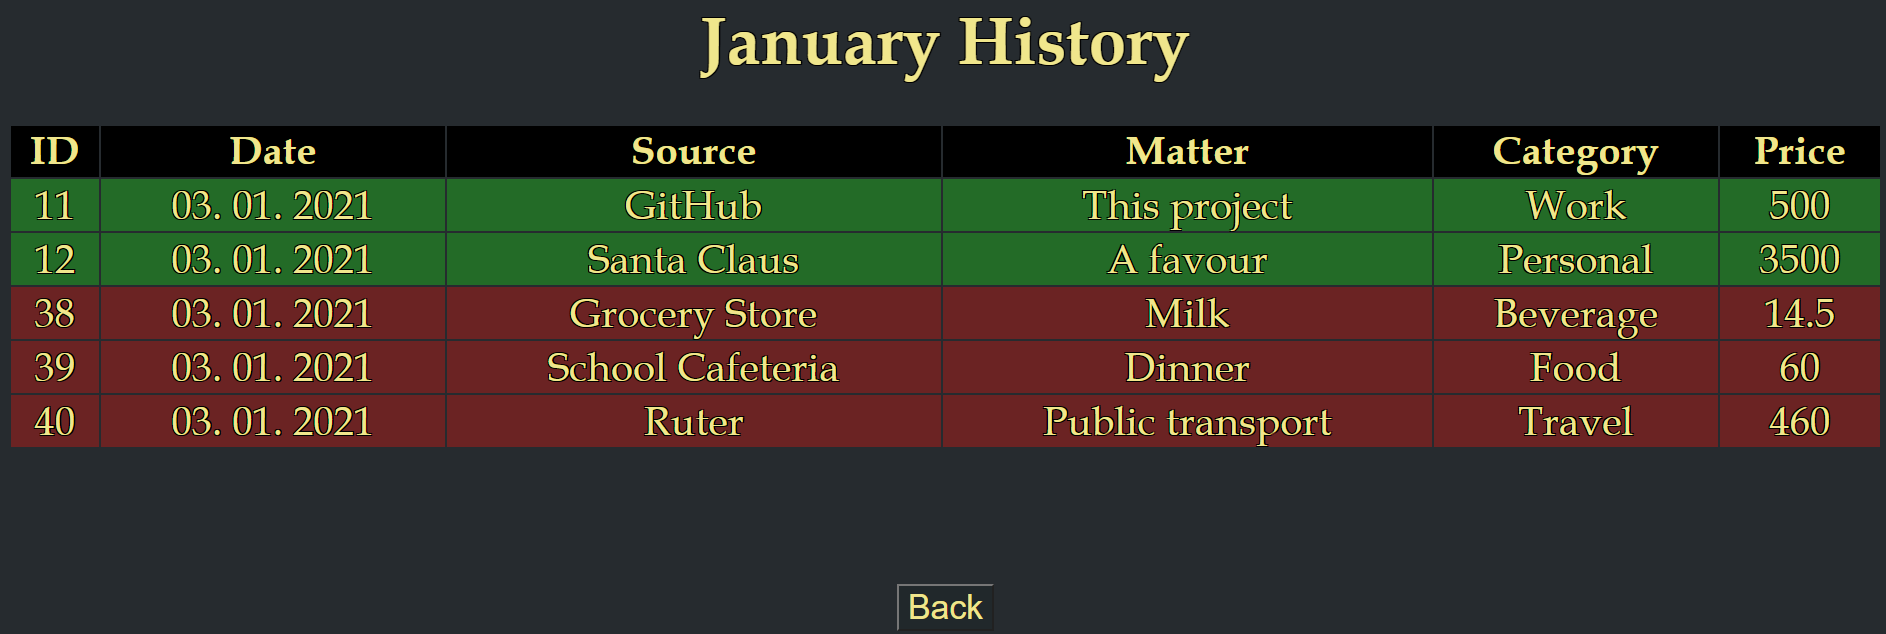 January History
ID Date Source Matter Category Price
11 03. 01. 2021 GitHub This project Work 500
12 03. 01. 2021 Santa Claus A favour Personal 3500
38 03. 01. 2021 Grocery Store Milk Beverage 14.5
39 03. 01. 2021 School Cafeteria Dinner Food 60
40 03. 01. 2021 Ruter Public transport Travel 460
Back